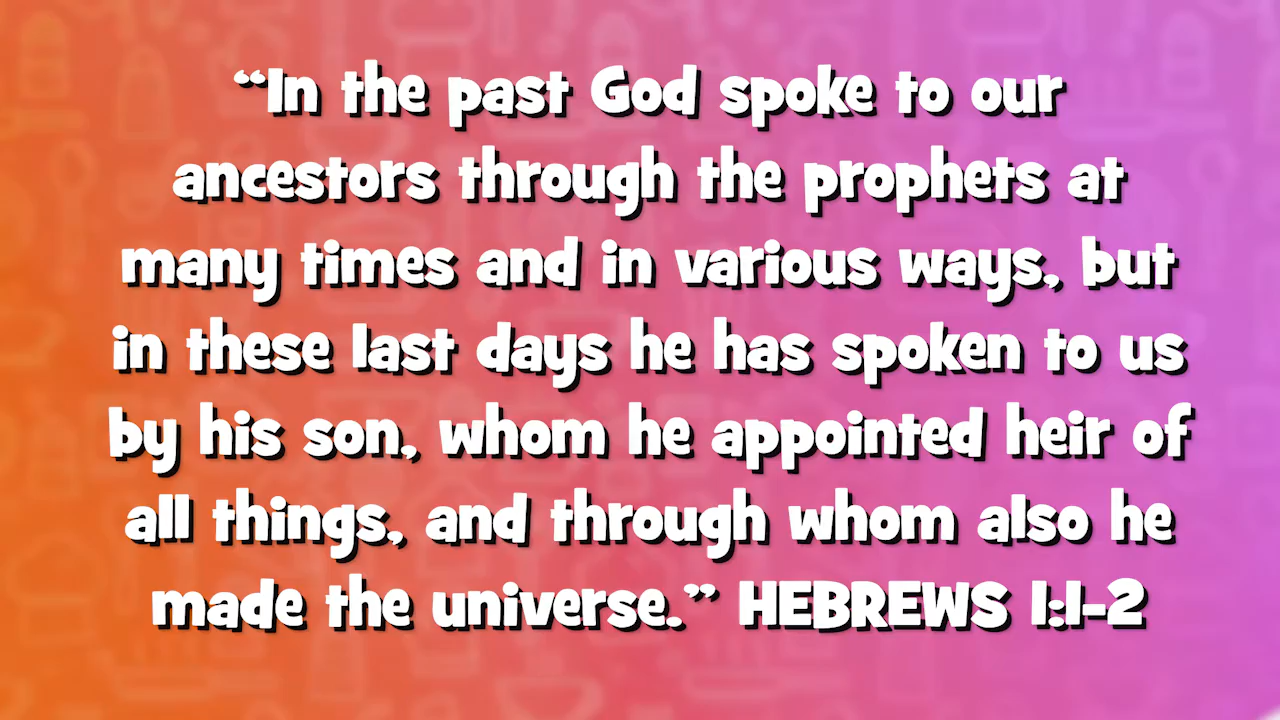 “In the past God spoke to our
ancestors through the prophets at
many times and in various ways, but
in these last days he has spoken to us
by his son, whom he appointed heir of
all things, and through whom also he
made the universe.” HEBREWS 1:1-2